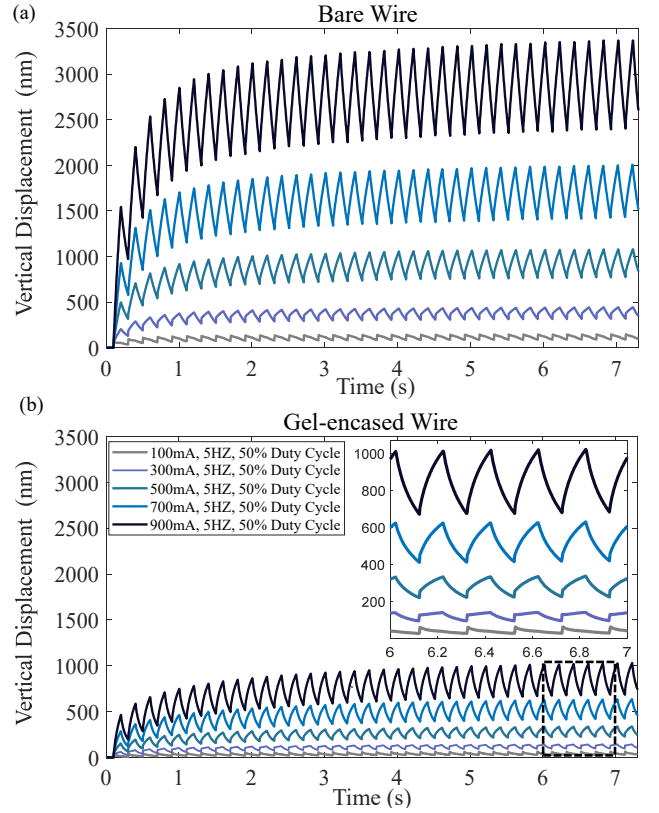 (a)
Bare Wire
Vertical Displacement (nm)
3500
3000
2500
2000
1500
1000
500
0
0 1 2 3 4 5 6 7
Time (s)
(b)
Gel-encased Wire
Vertical Displacement (nm)
3500
3000
2500
2000
1500
1000
500
0
100mA, 5HZ, 50% Duty Cycle
300mA, 5HZ, 50% Duty Cycle
500mA, 5HZ, 50% Duty Cycle
700mA, 5HZ, 50% Duty Cycle
900mA, 5HZ, 50% Duty Cycle
1000
800
600
400
200
6 6.2 6.4 6.6 6.8 7
0 1 2 3 4 5 6 7
Time (s)